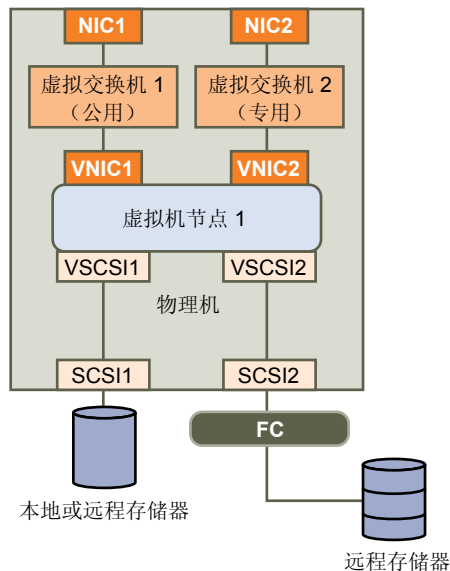 NIC1
NIC2
虚拟交换机 1
（公用）
虚拟交换机 2
（专用）
VNIC1
VNIC2
虚拟机节点 1
VSCSI1
VSCSI2
物理机
SCSI1
SCSI2
FC
本地或远程存储器
远程存储器